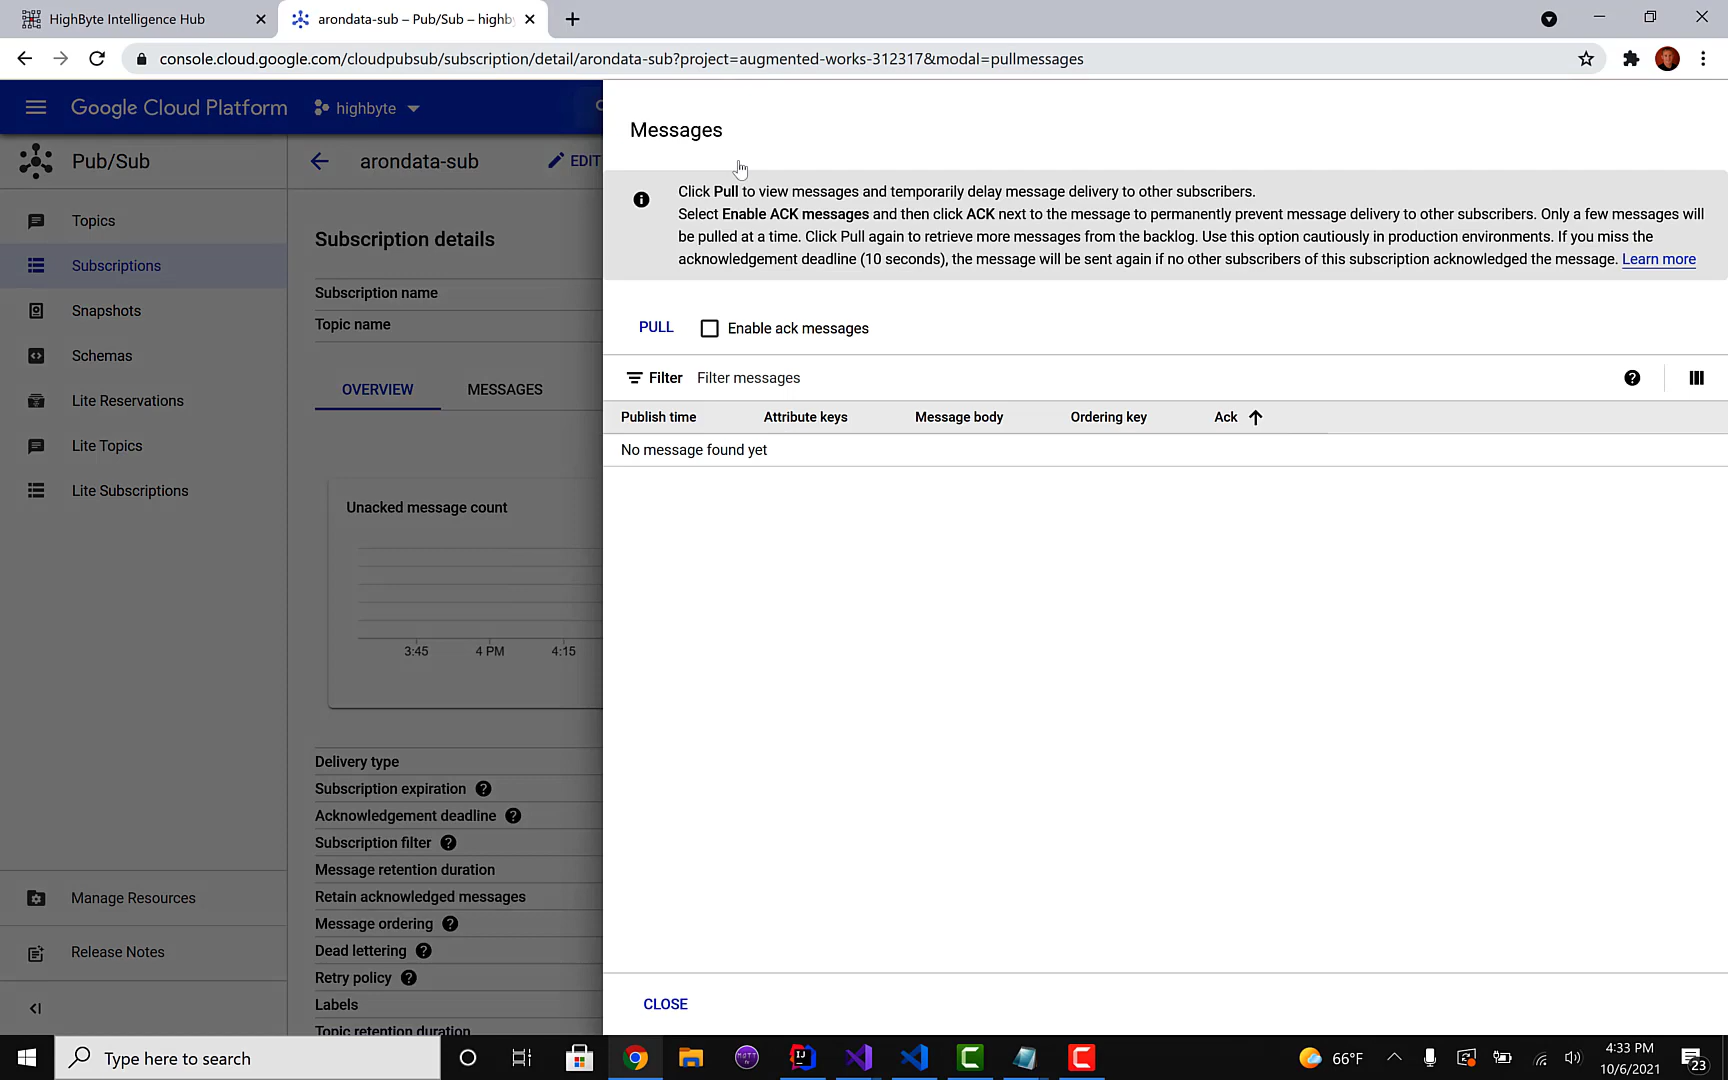 HighByte Intelligence Hub
arondata-sub – Pub/Sub – highby
console.cloud.google.com/cloudpubsub/subscription/detail/arondata-sub?project=augmented-works-312317&modal=pullmessages
Google Cloud Platform
highbyte
Pub/Sub
arondata-sub
EDIT
Topics
Subscriptions
Snapshots
Schemas
Lite Reservations
Lite Topics
Lite Subscriptions
Manage Resources
Release Notes
Subscription details
Subscription name
Topic name
OVERVIEW
MESSAGES
Unacked message count
3:45 4 PM 4:15
Delivery type
Subscription expiration
Acknowledgement deadline
Subscription filter
Message retention duration
Retain acknowledged messages
Message ordering
Dead lettering
Retry policy
Labels
Topic retention duration
Messages
Click Pull to view messages and temporarily delay message delivery to other subscribers.
Select Enable ACK messages and then click ACK next to the message to permanently prevent message delivery to other subscribers. Only a few messages will
be pulled at a time. Click Pull again to retrieve more messages from the backlog. Use this option cautiously in production environments. If you miss the
acknowledgement deadline (10 seconds), the message will be sent again if no other subscribers of this subscription acknowledged the message. Learn more
PULL
Enable ack messages
Filter Filter messages
Publish time Attribute keys Message body Ordering key Ack
No message found yet
CLOSE
Type here to search
66°F
4:33 PM
10/6/2021
23